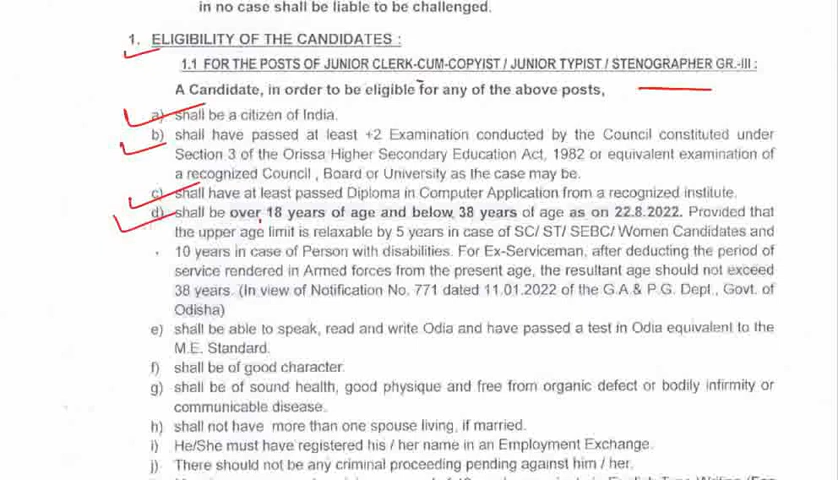 in no case shall be liable to be challenged.
1. ELIGIBILITY OF THE CANDIDATES :
1.1 FOR THE POSTS OF JUNIOR CLERK-CUM-COPYIST / JUNIOR TYPIST / STENOGRAPHER GR.-III :
A Candidate, in order to be eligible for any of the above posts,
a) shall be a citizen of India.
b) shall have passed at least +2 Examination conducted by the Council constituted under
Section 3 of the Orissa Higher Secondary Education Act, 1982 or equivalent examination of
a recognized Council , Board or University as the case may be.
c) shall have at least passed Diploma in Computer Application from a recognized institute.
d) shall be over 18 years of age and below 38 years of age as on 22.8.2022. Provided that
the upper age limit is relaxable by 5 years in case of SC/ ST/ SEBC/ Women Candidates and
10 years in case of Person with disabilities. For Ex-Serviceman, after deducting the period of
service rendered in Armed forces from the present age, the resultant age should not exceed
38 years. (In view of Notification No. 771 dated 11.01.2022 of the G.A.& P.G. Dept., Govt. of
Odisha)
e) shall be able to speak, read and write Odia and have passed a test in Odia equivalent to the
M.E. Standard.
f) shall be of good character.
g) shall be of sound health, good physique and free from organic defect or bodily infirmity or
communicable disease.
h) shall not have more than one spouse living, if married.
i) He/She must have registered his / her name in an Employment Exchange.
j) There should not be any criminal proceeding pending against him / her.